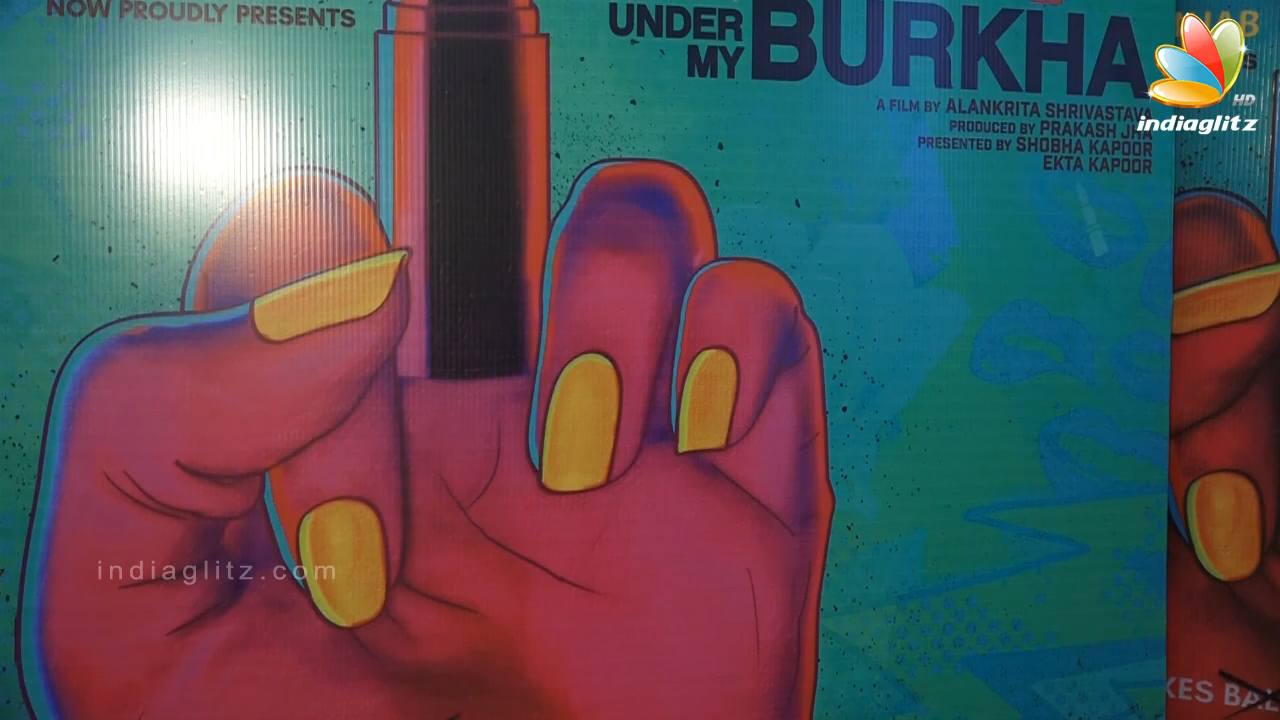 NOW PROUDLY PRESENTS
UNDER
MY
BURKHA
A FILM BY ALANKRITA SHRIVASTAVA
PRODUCED BY PRAKASH JHA
PRESENTED BY SHOBHA KAPOOR
EKTA KAPOOR
HD
indiaglitz
indiaglitz.com